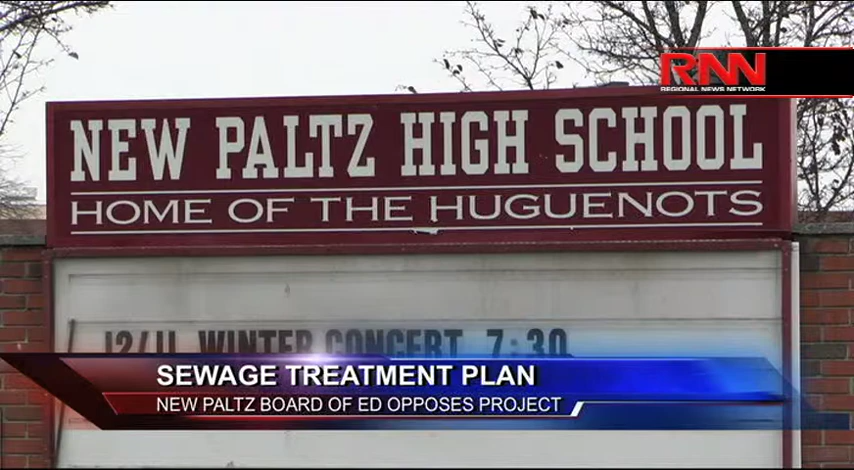 RNN
REGIONAL NEWS NETWORK
NEW PALTZ HIGH SCHOOL
HOME OF THE HUGUENOTS
12/11 WINTER CONCERT 7:30
SEWAGE TREATMENT PLAN
NEW PALTZ BOARD OF ED OPPOSES PROJECT